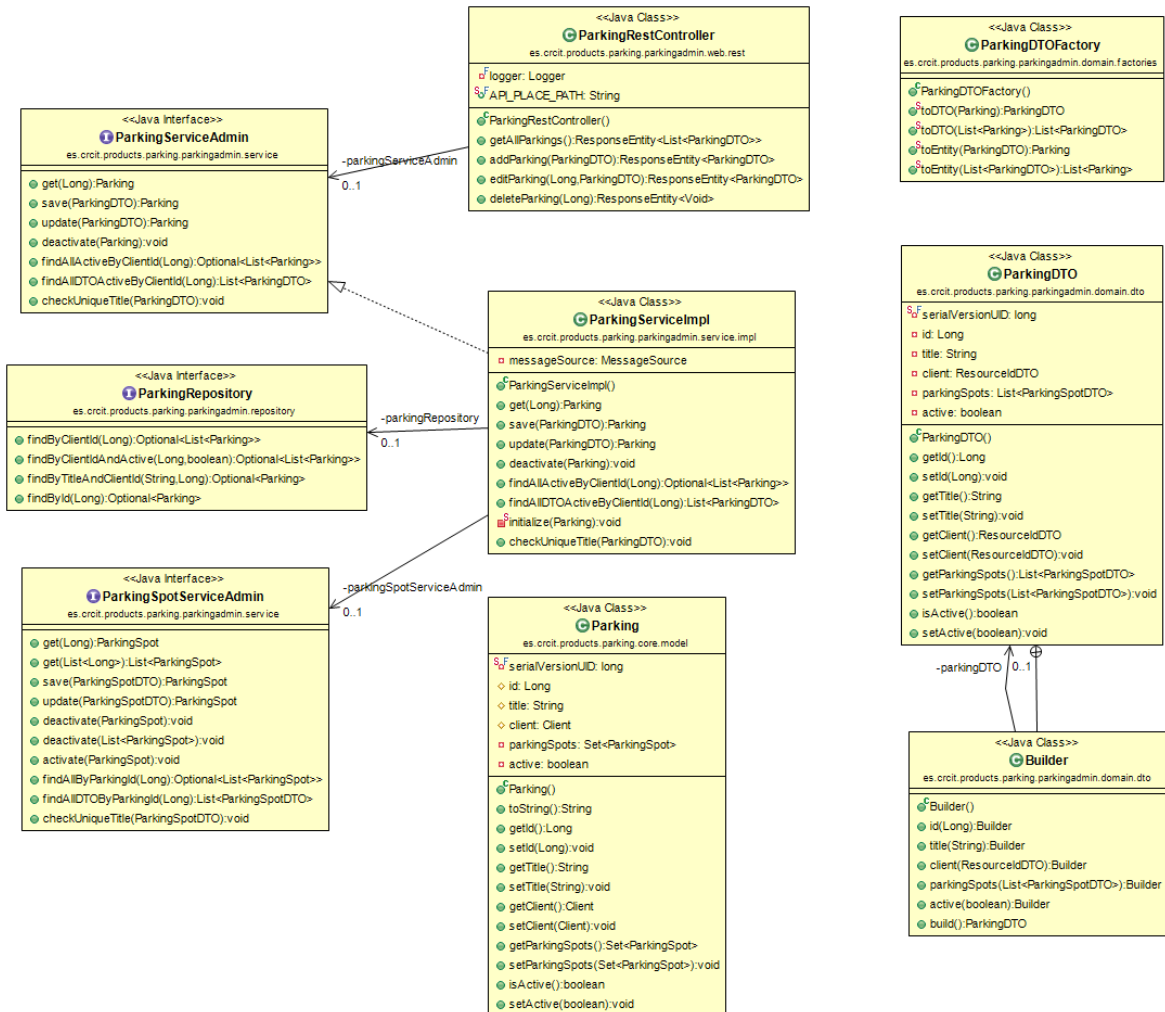 <<Java Class>>
ParkingRestController
es.crcit.products.parking.parkingadmin.web.rest
logger: Logger
API_PLACE_PATH: String
ParkingRestController()
getAllParkings():ResponseEntity<List<ParkingDTO>>
addParking(ParkingDTO):ResponseEntity<ParkingDTO>
editParking(Long,ParkingDTO):ResponseEntity<ParkingDTO>
deleteParking(Long):ResponseEntity<Void>
<<Java Class>>
ParkingDTOFactory
es.crcit.products.parking.parkingadmin.domain.factories
ParkingDTOFactory()
toDTO(Parking):ParkingDTO
toDTO(List<Parking>):List<ParkingDTO>
toEntity(ParkingDTO):Parking
toEntity(List<ParkingDTO>):List<Parking>
<<Java Interface>>
ParkingServiceAdmin
es.crcit.products.parking.parkingadmin.service
get(Long):Parking
save(ParkingDTO):Parking
update(ParkingDTO):Parking
deactivate(Parking):void
findAllActiveByClientId(Long):Optional<List<Parking>>
findAllDTOActiveByClientId(Long):List<ParkingDTO>
checkUniqueTitle(ParkingDTO):void
-parkingServiceAdmin
0..1
<<Java Class>>
ParkingServiceImpl
es.crcit.products.parking.parkingadmin.service.impl
messageSource: MessageSource
ParkingServiceImpl()
get(Long):Parking
save(ParkingDTO):Parking
update(ParkingDTO):Parking
deactivate(Parking):void
findAllActiveByClientId(Long):Optional<List<Parking>>
findAllDTOActiveByClientId(Long):List<ParkingDTO>
initialize(Parking):void
checkUniqueTitle(ParkingDTO):void
<<Java Class>>
ParkingDTO
es.crcit.products.parking.parkingadmin.domain.dto
serialVersionUID: long
id: Long
title: String
client: ResourceIdDTO
parkingSpots: List<ParkingSpotDTO>
active: boolean
ParkingDTO()
getId():Long
setId(Long):void
getTitle():String
setTitle(String):void
getClient():ResourceIdDTO
setClient(ResourceIdDTO):void
getParkingSpots():List<ParkingSpotDTO>
setParkingSpots(List<ParkingSpotDTO>):void
isActive():boolean
setActive(boolean):void
<<Java Interface>>
ParkingRepository
es.crcit.products.parking.parkingadmin.repository
findByClientId(Long):Optional<List<Parking>>
findByClientIdAndActive(Long,boolean):Optional<List<Parking>>
findByTitleAndClientId(String,Long):Optional<Parking>
findById(Long):Optional<Parking>
-parkingRepository
0..1
<<Java Interface>>
ParkingSpotServiceAdmin
es.crcit.products.parking.parkingadmin.service
get(Long):ParkingSpot
get(List<Long>):List<ParkingSpot>
save(ParkingSpotDTO):ParkingSpot
update(ParkingSpotDTO):ParkingSpot
deactivate(ParkingSpot):void
deactivate(List<ParkingSpot>):void
activate(ParkingSpot):void
findAllByParkingId(Long):Optional<List<ParkingSpot>>
findAllDTOByParkingId(Long):List<ParkingSpotDTO>
checkUniqueTitle(ParkingSpotDTO):void
-parkingSpotServiceAdmin
0..1
<<Java Class>>
Parking
es.crcit.products.parking.core.model
serialVersionUID: long
id: Long
title: String
client: Client
parkingSpots: Set<ParkingSpot>
active: boolean
Parking()
toString():String
getId():Long
setId(Long):void
getTitle():String
setTitle(String):void
getClient():Client
setClient(Client):void
getParkingSpots():Set<ParkingSpot>
setParkingSpots(Set<ParkingSpot>):void
isActive():boolean
setActive(boolean):void
-parkingDTO
0..1
<<Java Class>>
Builder
es.crcit.products.parking.parkingadmin.domain.dto
Builder()
id(Long):Builder
title(String):Builder
client(ResourceIdDTO):Builder
parkingSpots(List<ParkingSpotDTO>):Builder
active(boolean):Builder
build():ParkingDTO